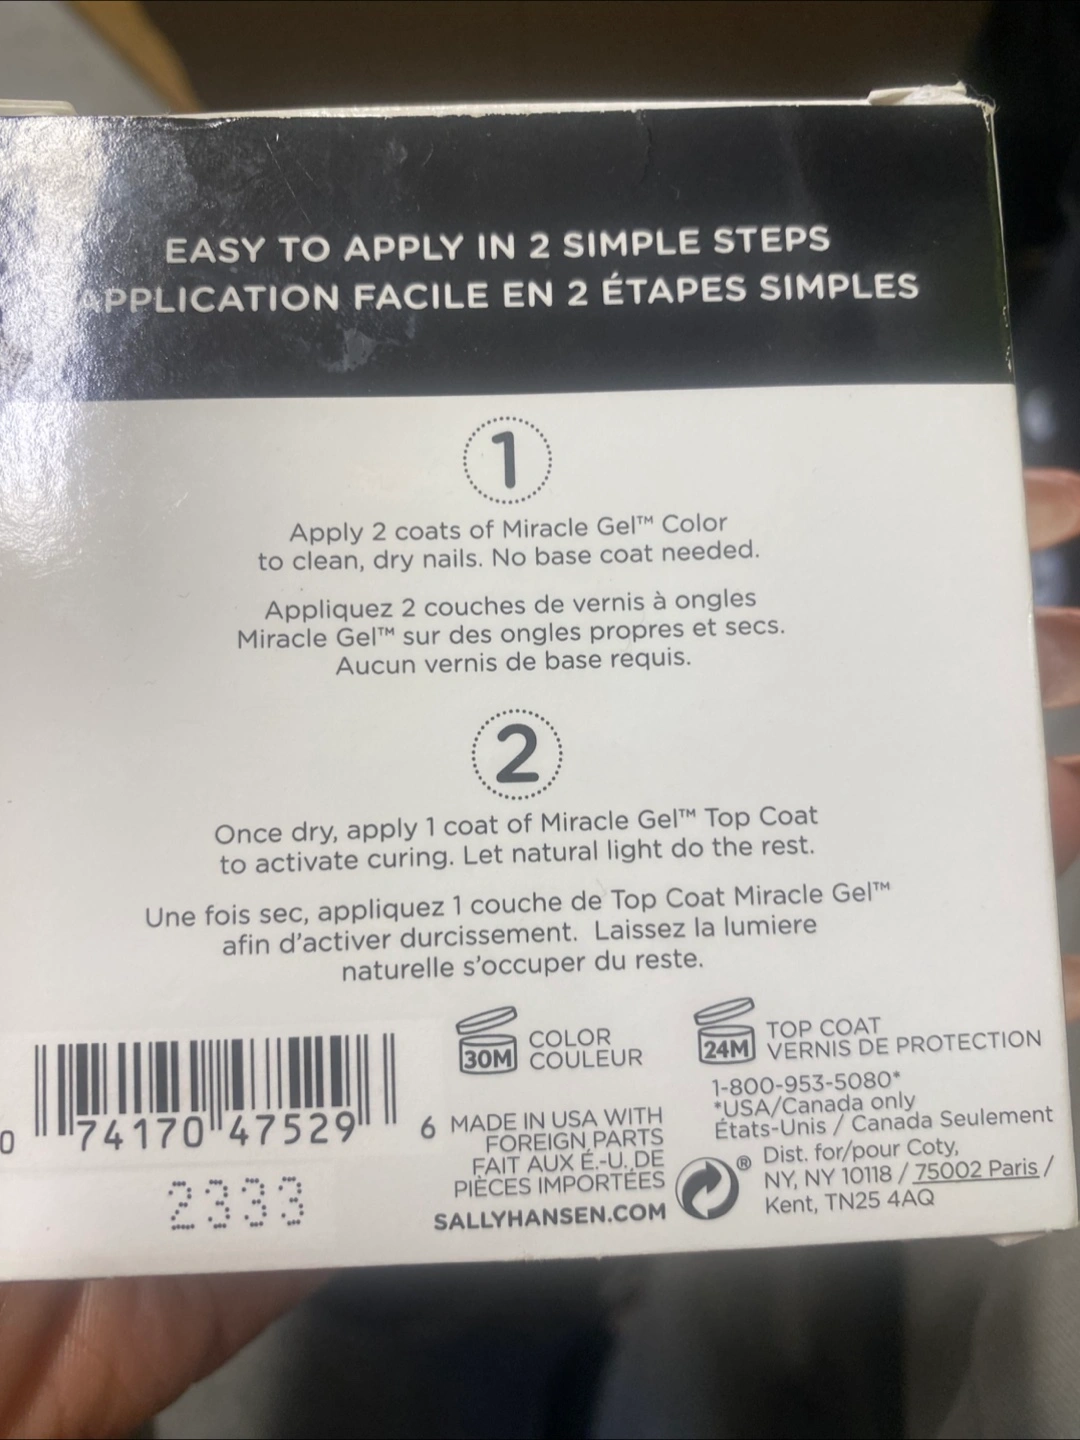 EASY TO APPLY IN 2 SIMPLE STEPS
APPLICATION FACILE EN 2 ÉTAPES SIMPLES
1
Apply 2 coats of Miracle Gel™ Color
to clean, dry nails. No base coat needed.
Appliquez 2 couches de vernis à ongles
Miracle Gel™ sur des ongles propres et secs.
Aucun vernis de base requis.
2
Once dry, apply 1 coat of Miracle Gel™ Top Coat
to activate curing. Let natural light do the rest.
Une fois sec, appliquez 1 couche de Top Coat Miracle Gel™
afin d'activer durcissement. Laissez la lumiere
naturelle s'occuper du reste.
30M
COLOR
COULEUR
24M
TOP COAT
VERNIS DE PROTECTION
0 74170 47529 6
2333
MADE IN USA WITH
FOREIGN PARTS
FAIT AUX É.-U. DE
PIÈCES IMPORTÉES
SALLYHANSEN.COM
1-800-953-5080*
*USA/Canada only
États-Unis / Canada Seulement
® Dist. for/pour Coty,
NY, NY 10118 / 75002 Paris /
Kent, TN25 4AQ